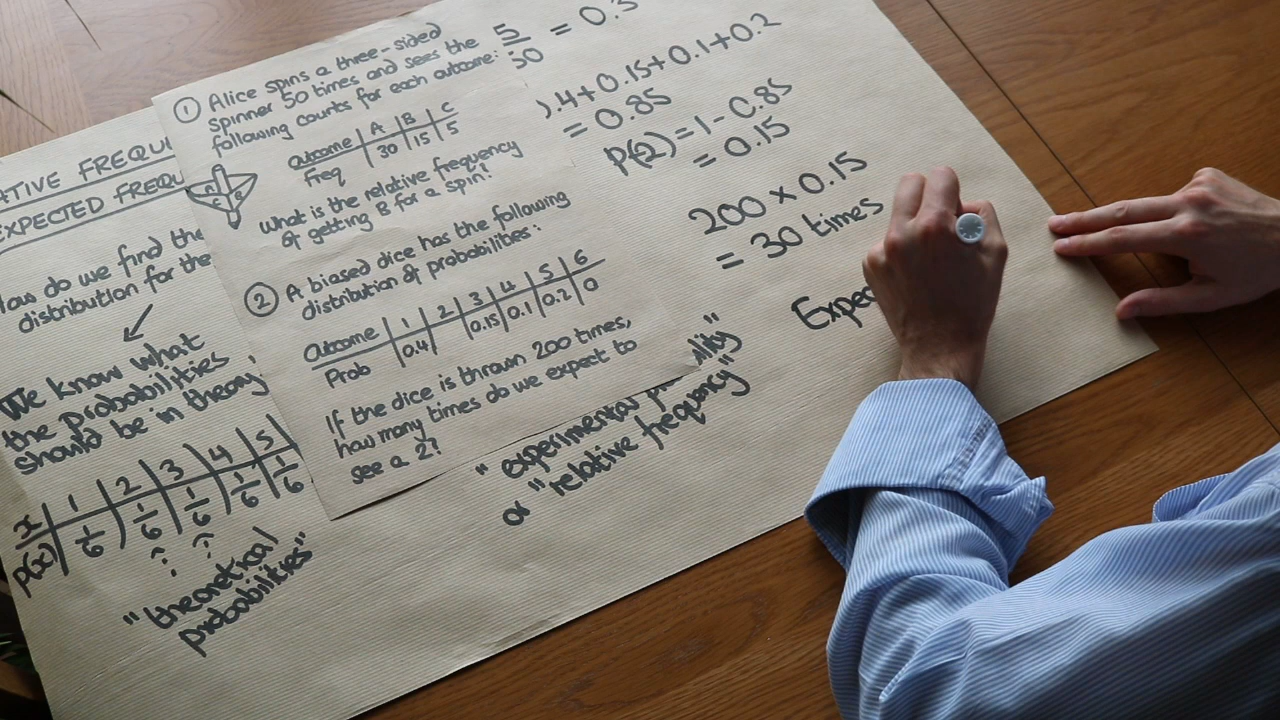 ATIVE FREQU
EXPECTED FREQU
How do we find the
distribution for the
We know what
the probabilities
should be in theory
x | 1 | 2 | 3 | 4 | 5
P(x) | 1/6 | 1/6 | 1/6 | 1/6 | 1/6
"theoretical
probabilities"
① Alice spins a three-sided
spinner 50 times and sees the
following counts for each outcome:
Outcome | A | B | C
Freq | 30 | 15 | 5
What is the relative frequency
of getting B for a spin?
② A biased dice has the following
distribution of probabilities:
Outcome | 1 | 2 | 3 | 4 | 5 | 6
Prob | 0.4 | | 0.15 | 0.1 | 0.2 | 0
If the dice is thrown 200 times,
how many times do we expect to
see a 2?
"experimental
or "relative frequency"
5/50 = 0.3
.4+0.15+0.1+0.2
= 0.85
P(2) = 1 - 0.85
= 0.15
200 × 0.15
= 30 times
Expec